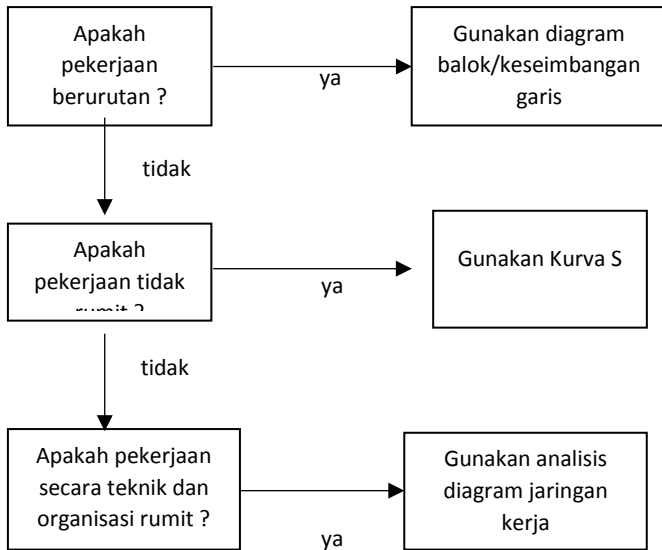 Apakah
pekerjaan
berurutan ?
ya
Gunakan diagram
balok/keseimbangan
garis
tidak
Apakah
pekerjaan tidak
rumit ?
ya
Gunakan Kurva S
tidak
Apakah pekerjaan
secara teknik dan
organisasi rumit ?
ya
Gunakan analisis
diagram jaringan
kerja